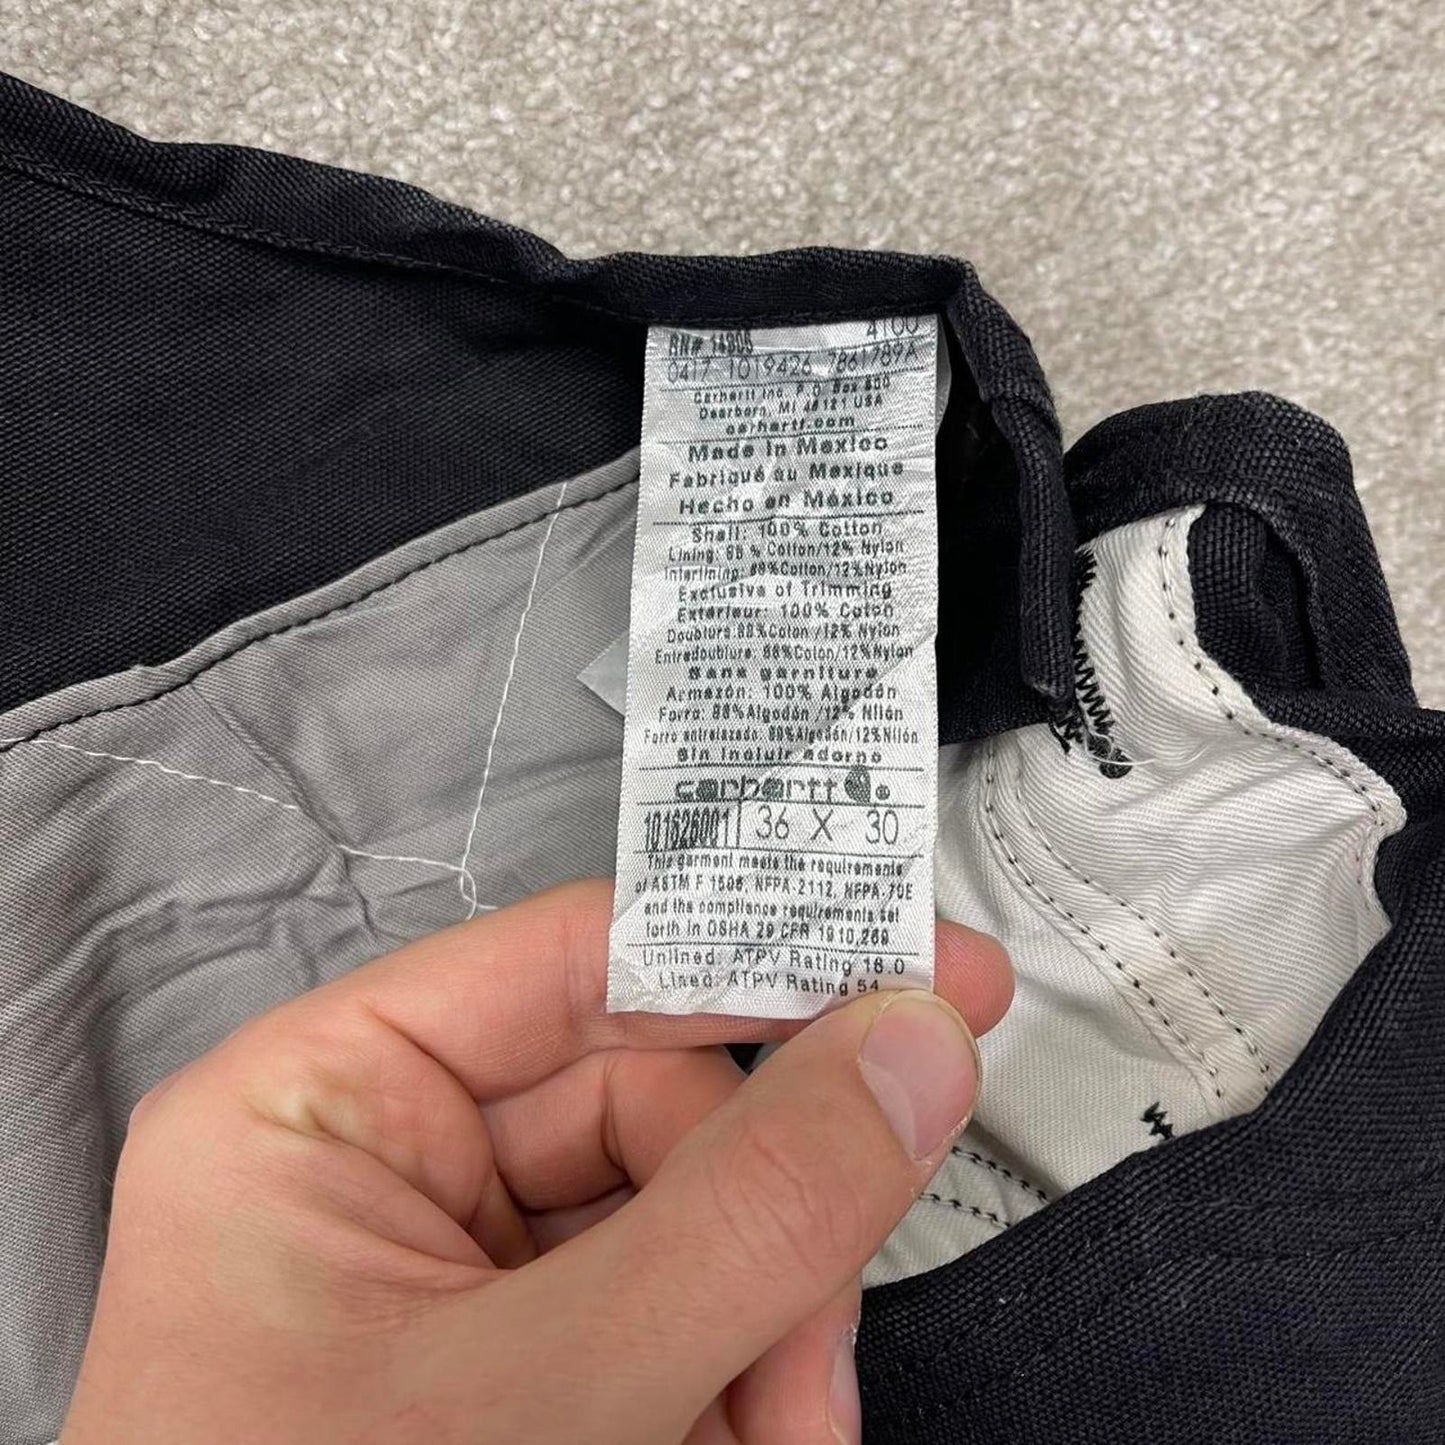 RN# 14806 4100
0417 1019426 7861789A
Carhartt Inc. P.O. Box 600
Dearborn, MI 48121 USA
carhartt.com
Made in Mexico
Fabriqué au Mexique
Hecho en México
Shell: 100% Cotton
Lining: 88 % Cotton/12% Nylon
Interlining: 88%Cotton/12%Nylon
Exclusive of Trimming
Extérieur: 100% Coton
Doublure 88%Coton /12% Nylon
Entredoublure 88%Coton/12%Nylon
Sans garniture
Armazón: 100% Algodón
Forro: 88%Algodón /12% Nilón
Forro entrelazado: 88%Algodón/12%Nilón
Sin incluir adorno
carhartt
101626001 36 X 30
This garment meets the requirements
of ASTM F 1506, NFPA-2112, NFPA-70E
and the compliance requirements set
forth in OSHA 29 CFR 1910.269
Unlined: ATPV Rating 18.0
Lined: ATPV Rating 54